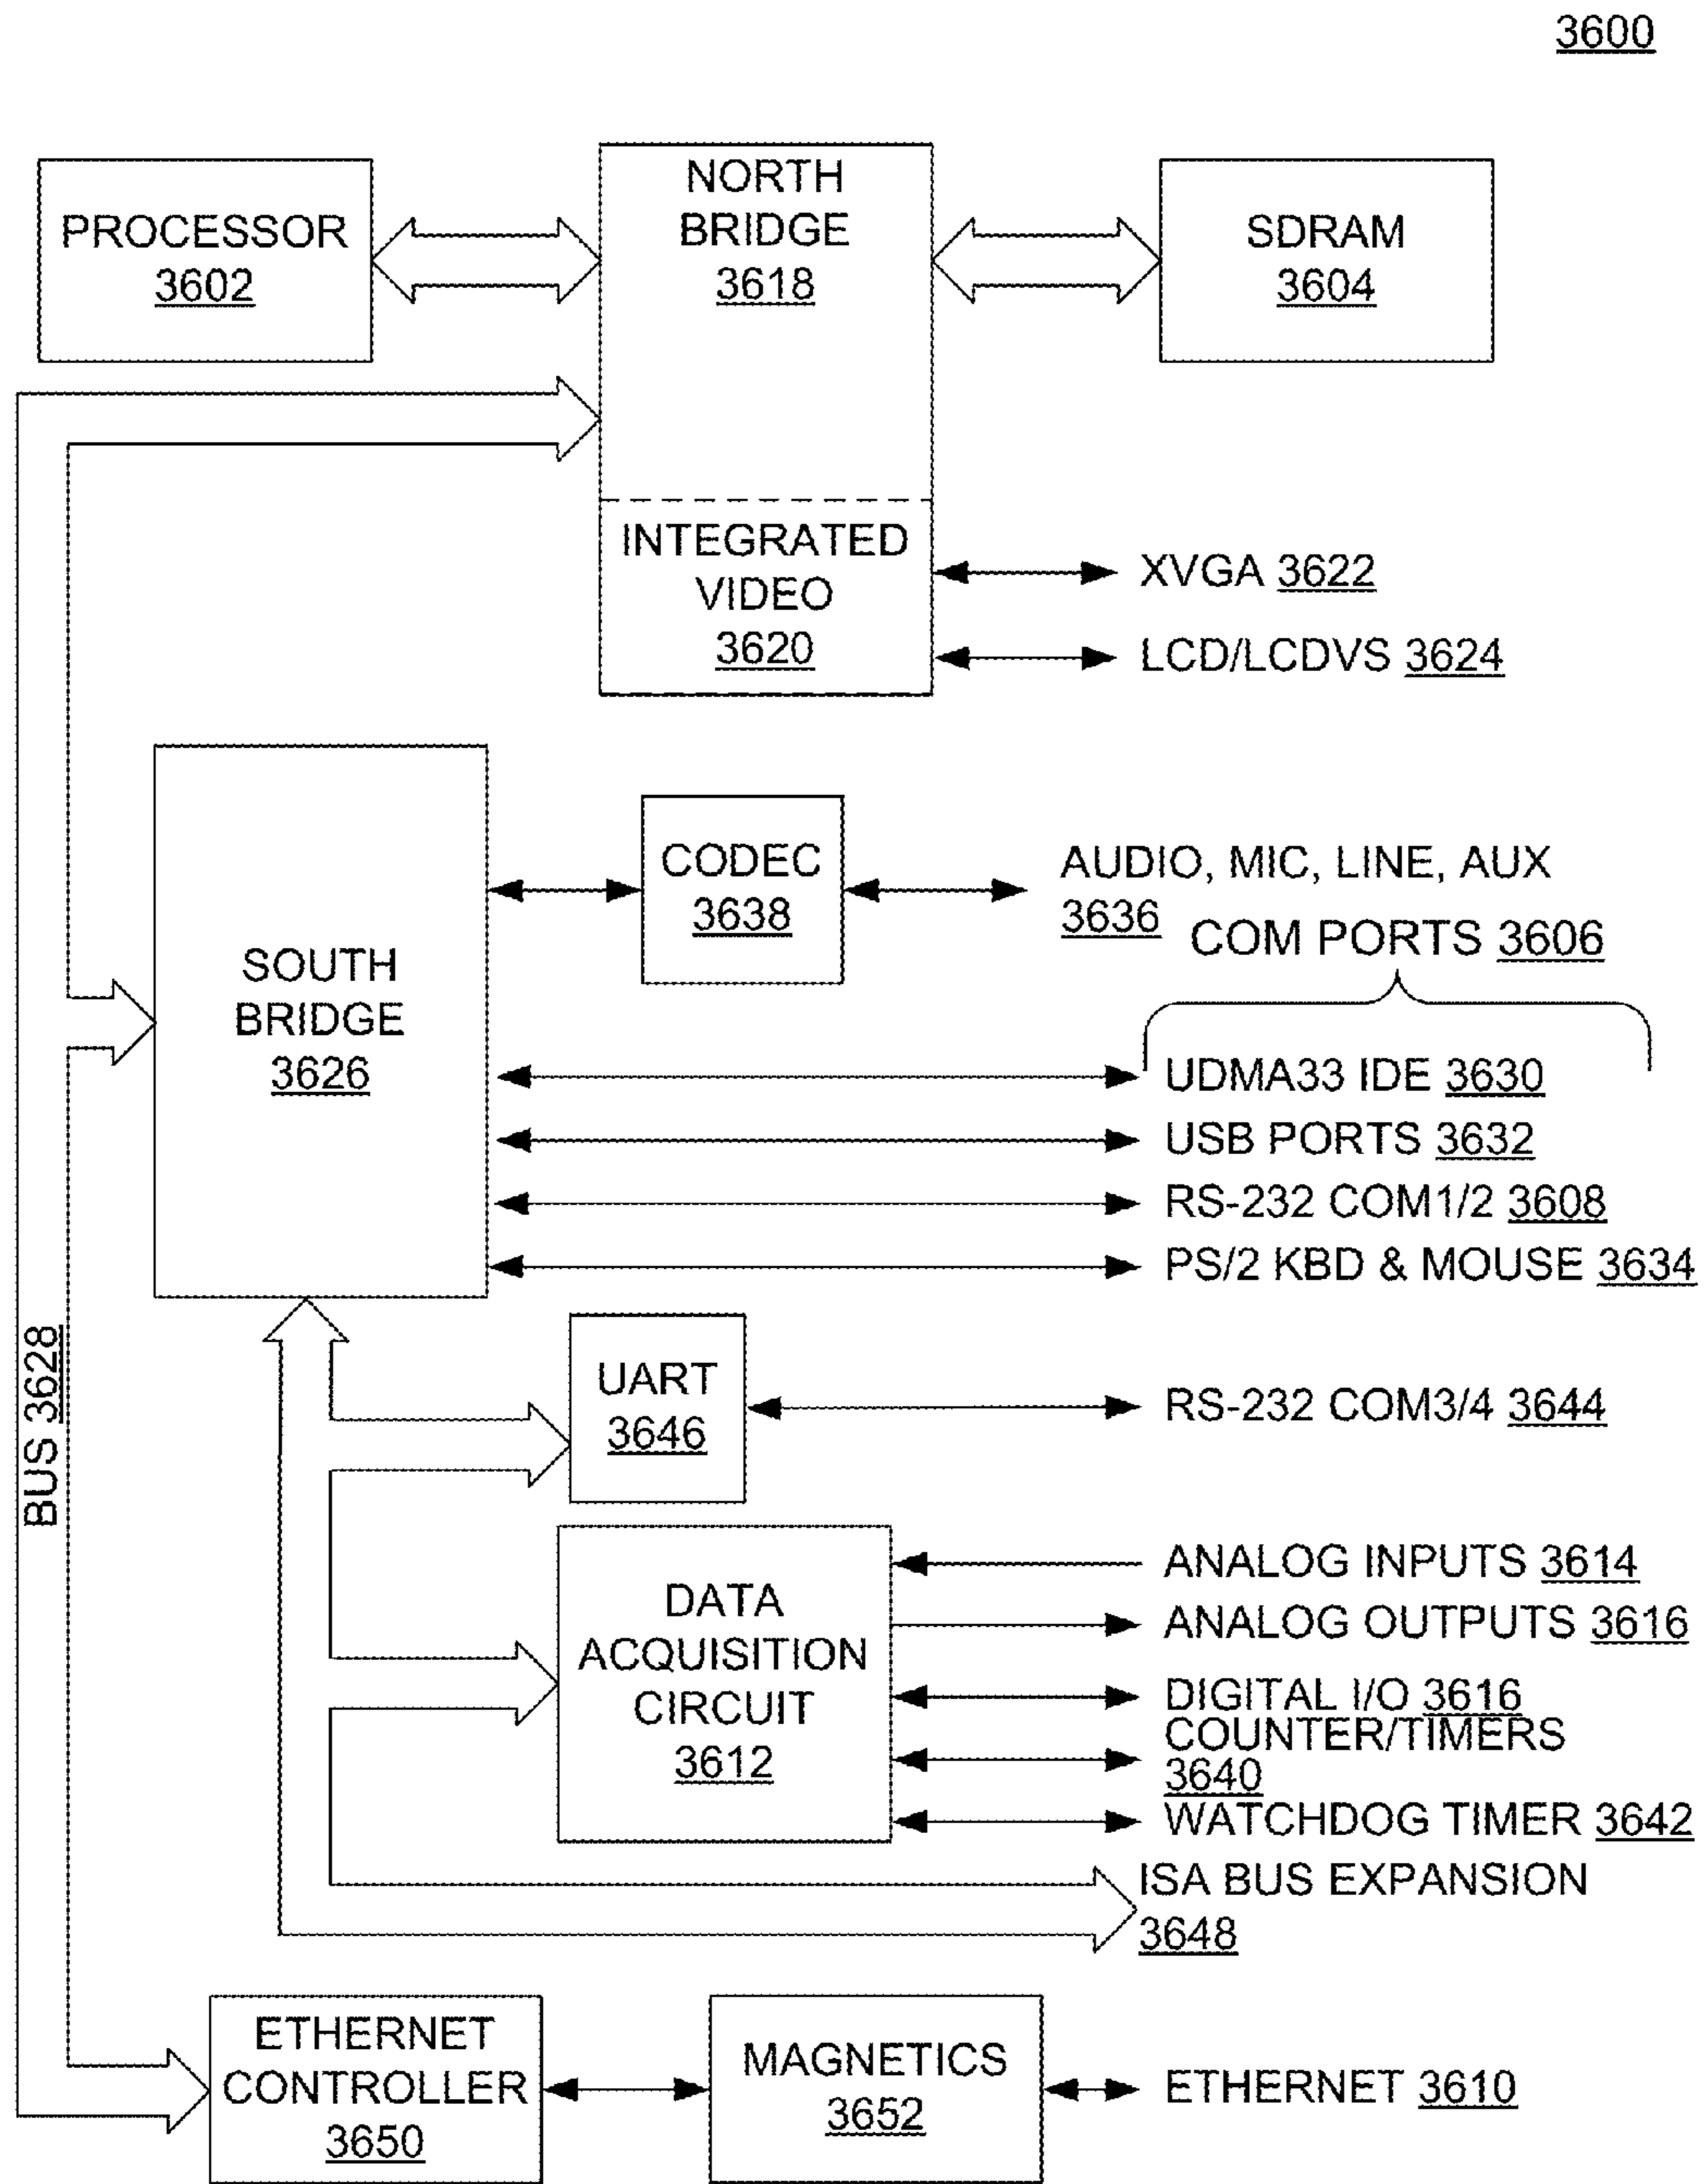 3600
PROCESSOR
3602
NORTH
BRIDGE
3618
SDRAM
3604
INTEGRATED
VIDEO
3620
XVGA 3622
LCD/LCDVS 3624
SOUTH
BRIDGE
3626
CODEC
3638
AUDIO, MIC, LINE, AUX
3636
COM PORTS 3606
UDMA33 IDE 3630
USB PORTS 3632
RS-232 COM1/2 3608
PS/2 KBD & MOUSE 3634
BUS 3628
UART
3646
RS-232 COM3/4 3644
DATA
ACQUISITION
CIRCUIT
3612
ANALOG INPUTS 3614
ANALOG OUTPUTS 3616
DIGITAL I/O 3616
COUNTER/TIMERS
3640
WATCHDOG TIMER 3642
ISA BUS EXPANSION
3648
ETHERNET
CONTROLLER
3650
MAGNETICS
3652
ETHERNET 3610